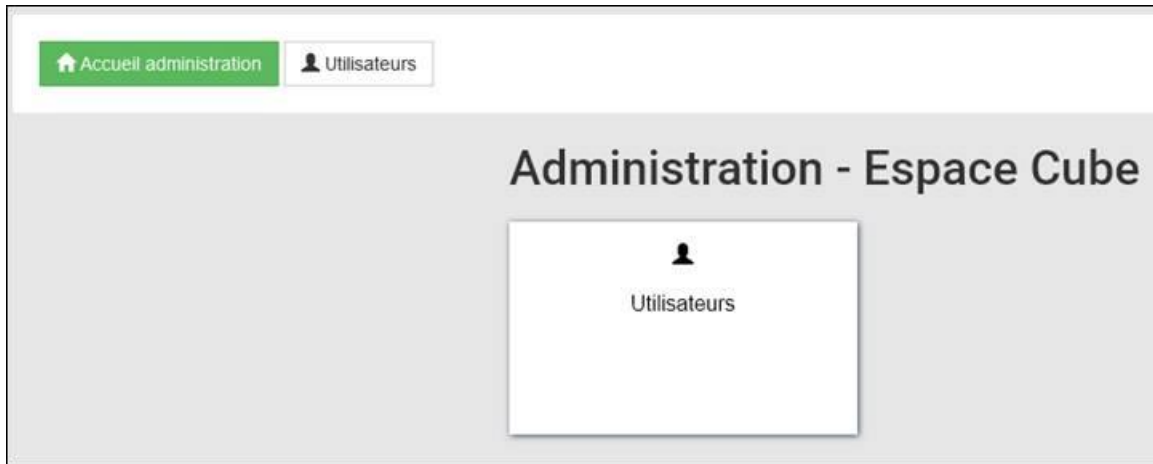 Accueil administration
Utilisateurs
Administration - Espace Cube
Utilisateurs